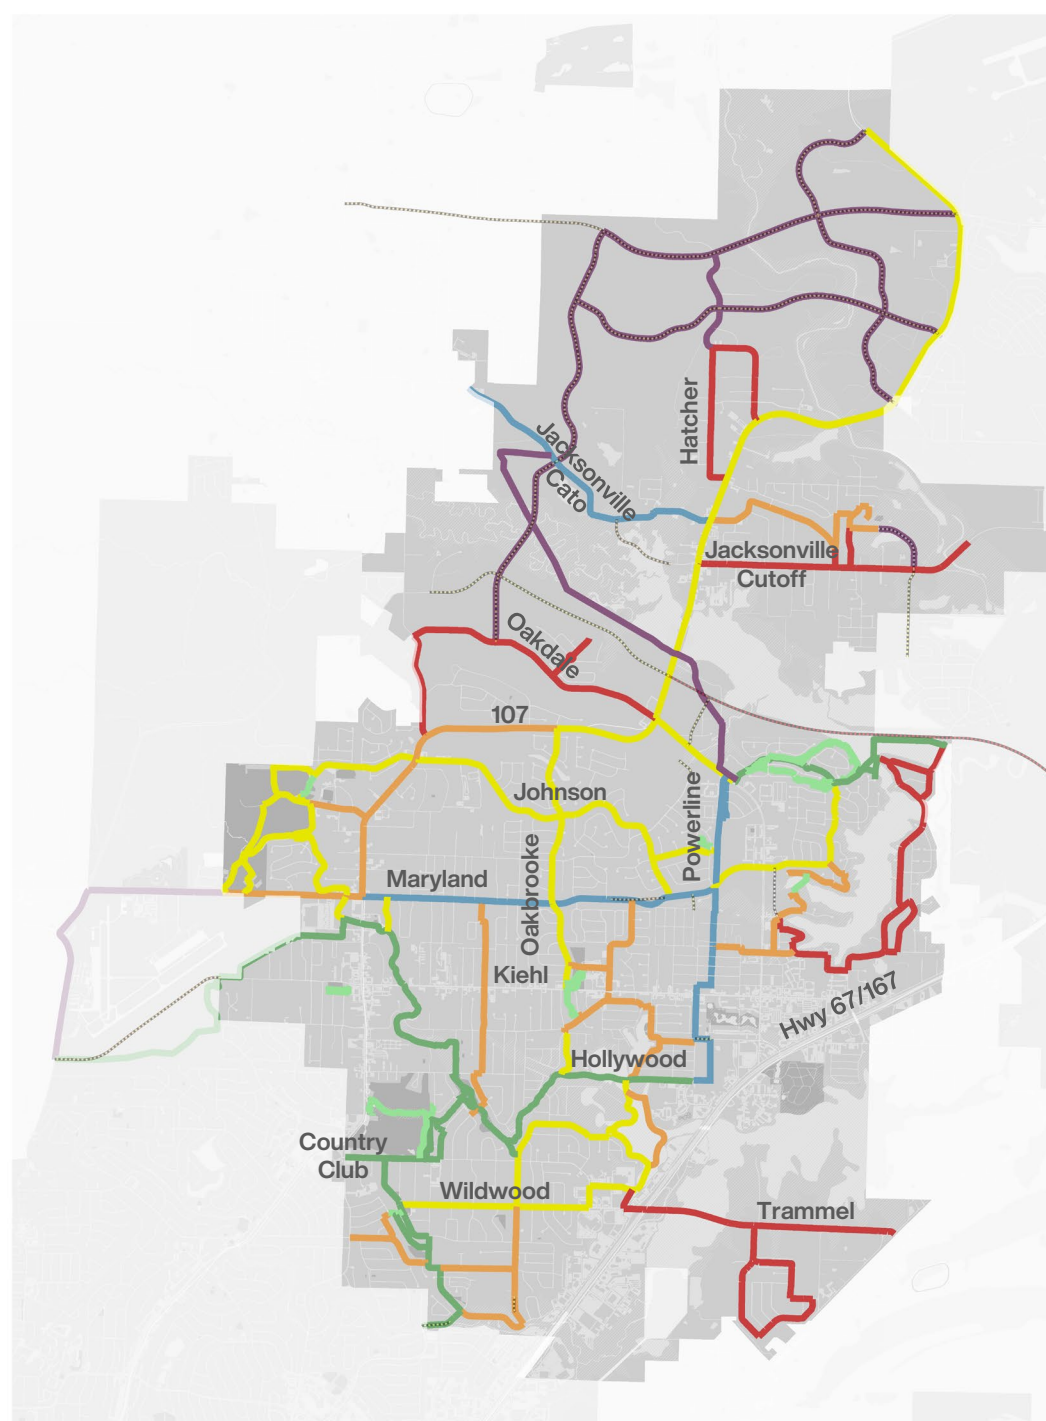 Hatcher
Jacksonville
Cato
Jacksonville
Cutoff
Oakdale
107
Johnson
Powerline
Oakbrooke
Maryland
Kiehl
Hwy 67/167
Hollywood
Country
Club
Wildwood
Trammel